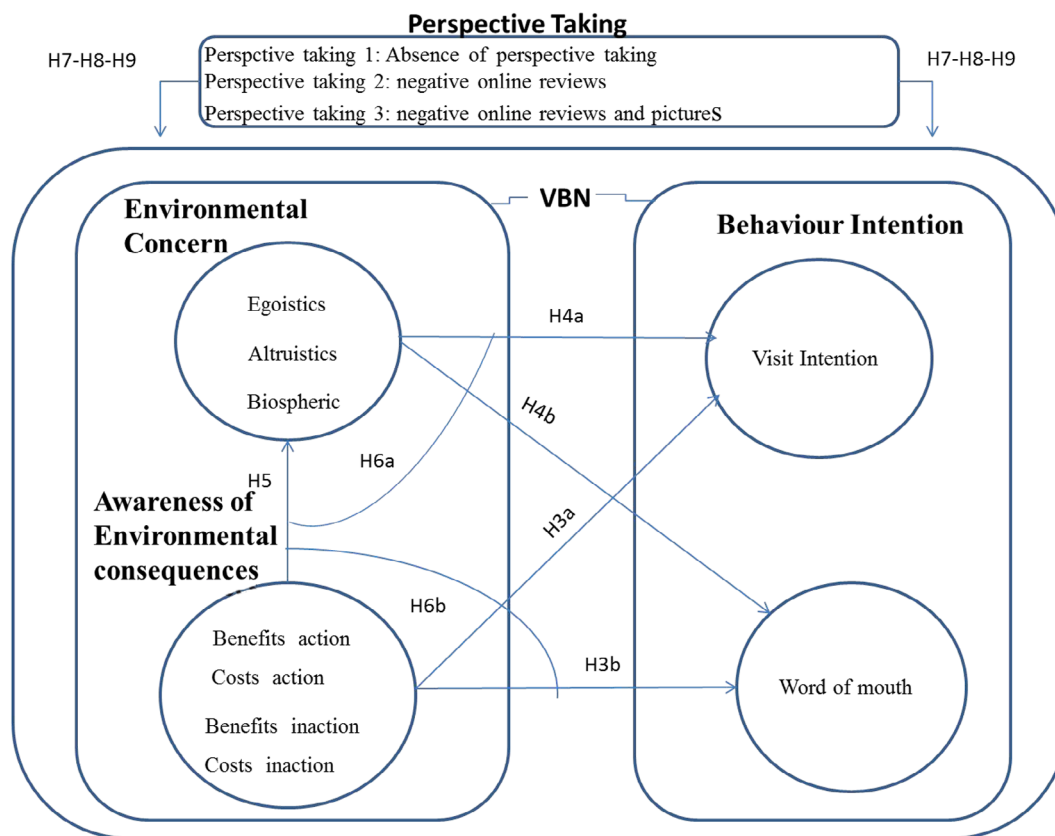 Perspective Taking
H7-H8-H9
H7-H8-H9
Perspctive taking 1: Absence of perspective taking
Perspective taking 2: negative online reviews
Perspective taking 3: negative online reviews and pictures
VBN
Environmental
Concern
Behaviour Intention
Egoistics
Altruistics
Biospheric
H4a
Visit Intention
H4b
H6a
H5
H3a
Awareness of
Environmental
consequences
H6b
Benefits action
Costs action
Benefits inaction
Costs inaction
H3b
Word of mouth